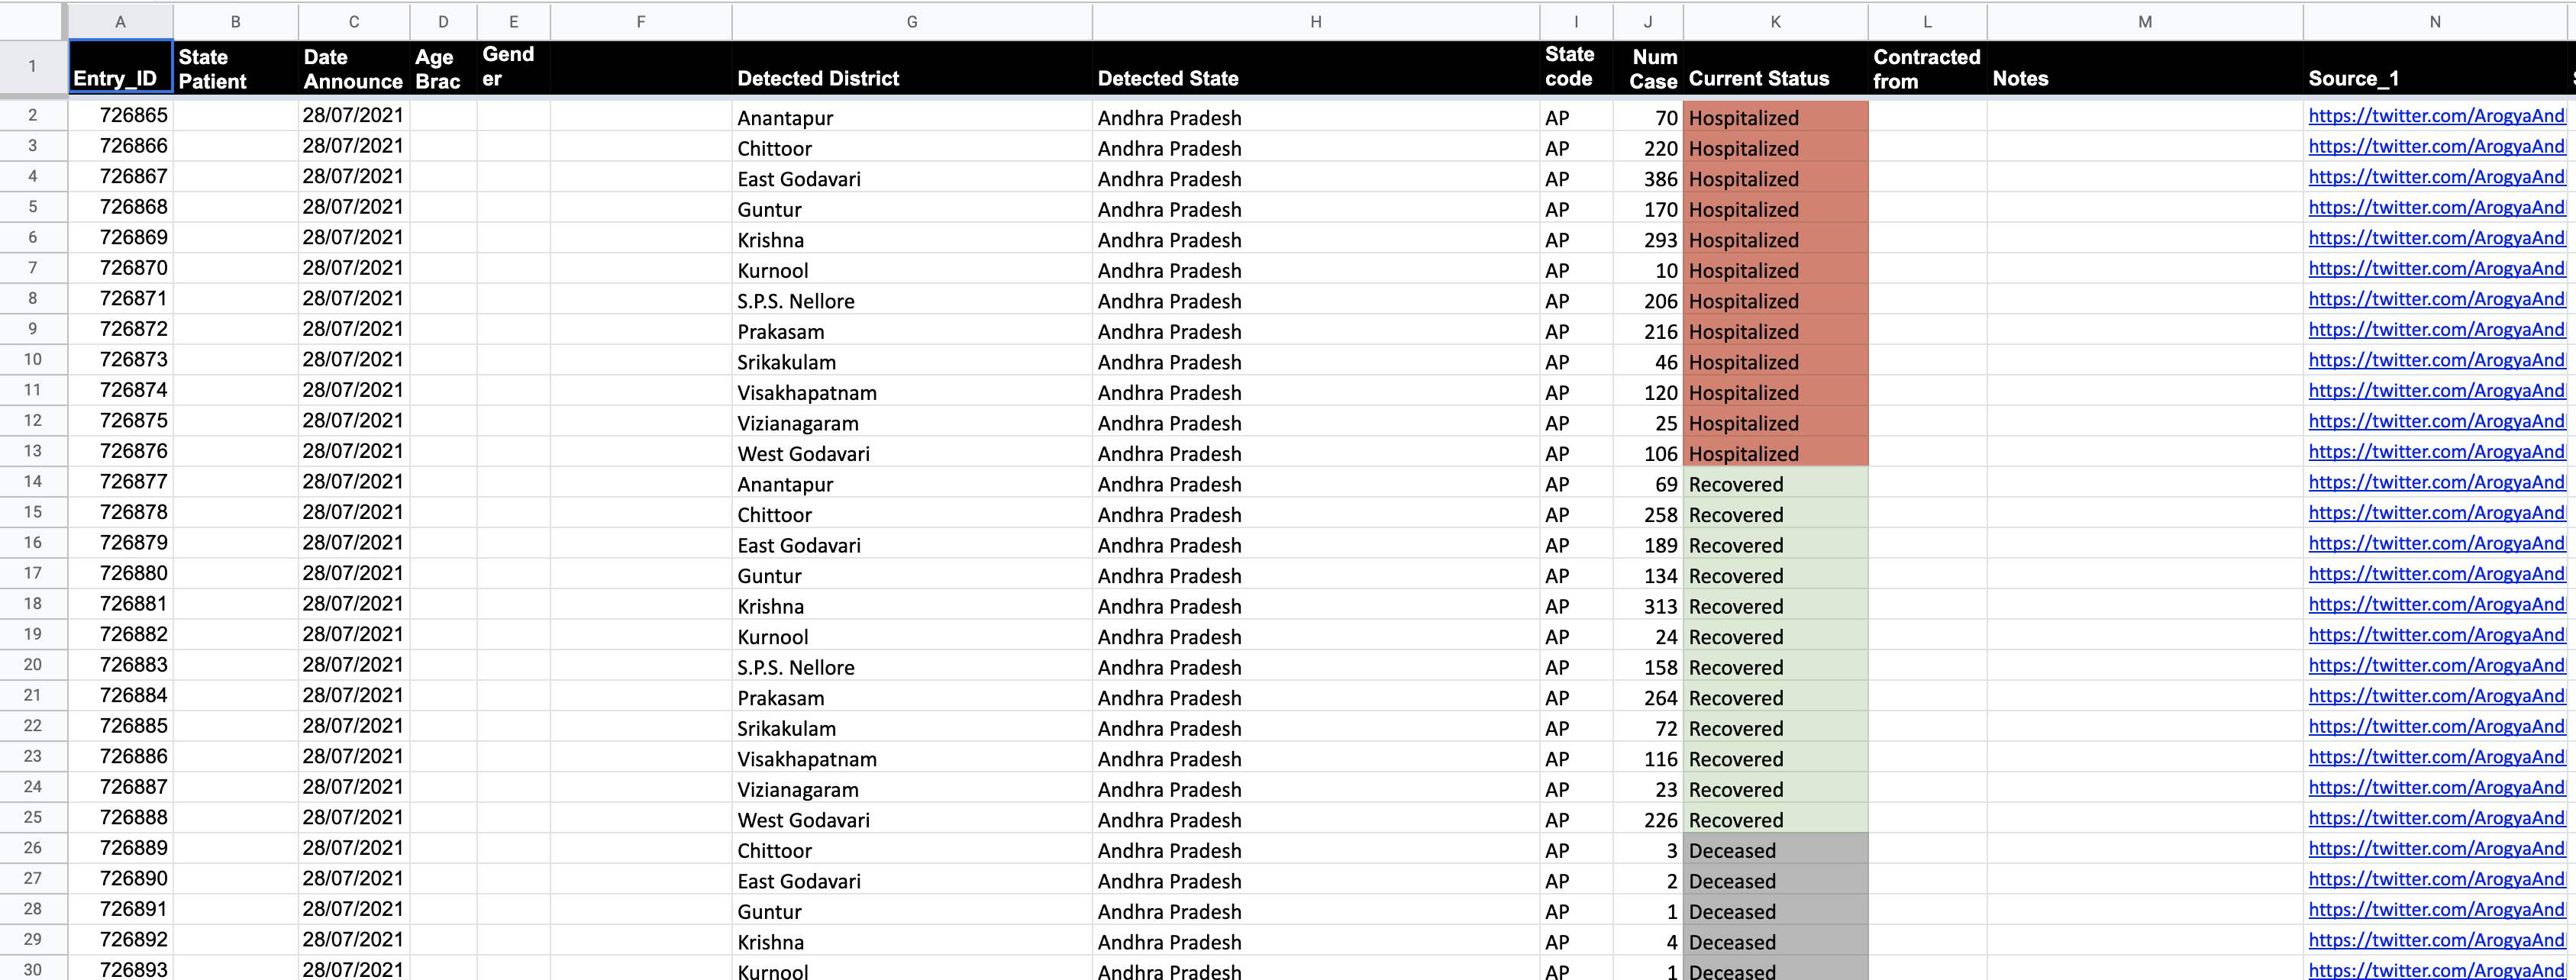 A B C D E F G H I J K L M N
1 Entry_ID State Patient Date Announce Age Brac Gend er Detected District Detected State State code Num Case Current Status Contracted from Notes Source_1
2 726865 28/07/2021 Anantapur Andhra Pradesh AP 70 Hospitalized https://twitter.com/ArogyaAnd
3 726866 28/07/2021 Chittoor Andhra Pradesh AP 220 Hospitalized https://twitter.com/ArogyaAnd
4 726867 28/07/2021 East Godavari Andhra Pradesh AP 386 Hospitalized https://twitter.com/ArogyaAnd
5 726868 28/07/2021 Guntur Andhra Pradesh AP 170 Hospitalized https://twitter.com/ArogyaAnd
6 726869 28/07/2021 Krishna Andhra Pradesh AP 293 Hospitalized https://twitter.com/ArogyaAnd
7 726870 28/07/2021 Kurnool Andhra Pradesh AP 10 Hospitalized https://twitter.com/ArogyaAnd
8 726871 28/07/2021 S.P.S. Nellore Andhra Pradesh AP 206 Hospitalized https://twitter.com/ArogyaAnd
9 726872 28/07/2021 Prakasam Andhra Pradesh AP 216 Hospitalized https://twitter.com/ArogyaAnd
10 726873 28/07/2021 Srikakulam Andhra Pradesh AP 46 Hospitalized https://twitter.com/ArogyaAnd
11 726874 28/07/2021 Visakhapatnam Andhra Pradesh AP 120 Hospitalized https://twitter.com/ArogyaAnd
12 726875 28/07/2021 Vizianagaram Andhra Pradesh AP 25 Hospitalized https://twitter.com/ArogyaAnd
13 726876 28/07/2021 West Godavari Andhra Pradesh AP 106 Hospitalized https://twitter.com/ArogyaAnd
14 726877 28/07/2021 Anantapur Andhra Pradesh AP 69 Recovered https://twitter.com/ArogyaAnd
15 726878 28/07/2021 Chittoor Andhra Pradesh AP 258 Recovered https://twitter.com/ArogyaAnd
16 726879 28/07/2021 East Godavari Andhra Pradesh AP 189 Recovered https://twitter.com/ArogyaAnd
17 726880 28/07/2021 Guntur Andhra Pradesh AP 134 Recovered https://twitter.com/ArogyaAnd
18 726881 28/07/2021 Krishna Andhra Pradesh AP 313 Recovered https://twitter.com/ArogyaAnd
19 726882 28/07/2021 Kurnool Andhra Pradesh AP 24 Recovered https://twitter.com/ArogyaAnd
20 726883 28/07/2021 S.P.S. Nellore Andhra Pradesh AP 158 Recovered https://twitter.com/ArogyaAnd
21 726884 28/07/2021 Prakasam Andhra Pradesh AP 264 Recovered https://twitter.com/ArogyaAnd
22 726885 28/07/2021 Srikakulam Andhra Pradesh AP 72 Recovered https://twitter.com/ArogyaAnd
23 726886 28/07/2021 Visakhapatnam Andhra Pradesh AP 116 Recovered https://twitter.com/ArogyaAnd
24 726887 28/07/2021 Vizianagaram Andhra Pradesh AP 23 Recovered https://twitter.com/ArogyaAnd
25 726888 28/07/2021 West Godavari Andhra Pradesh AP 226 Recovered https://twitter.com/ArogyaAnd
26 726889 28/07/2021 Chittoor Andhra Pradesh AP 3 Deceased https://twitter.com/ArogyaAnd
27 726890 28/07/2021 East Godavari Andhra Pradesh AP 2 Deceased https://twitter.com/ArogyaAnd
28 726891 28/07/2021 Guntur Andhra Pradesh AP 1 Deceased https://twitter.com/ArogyaAnd
29 726892 28/07/2021 Krishna Andhra Pradesh AP 4 Deceased https://twitter.com/ArogyaAnd
30 726893 28/07/2021 Kurnool Andhra Pradesh AP 1 Deceased https://twitter.com/ArogyaAnd